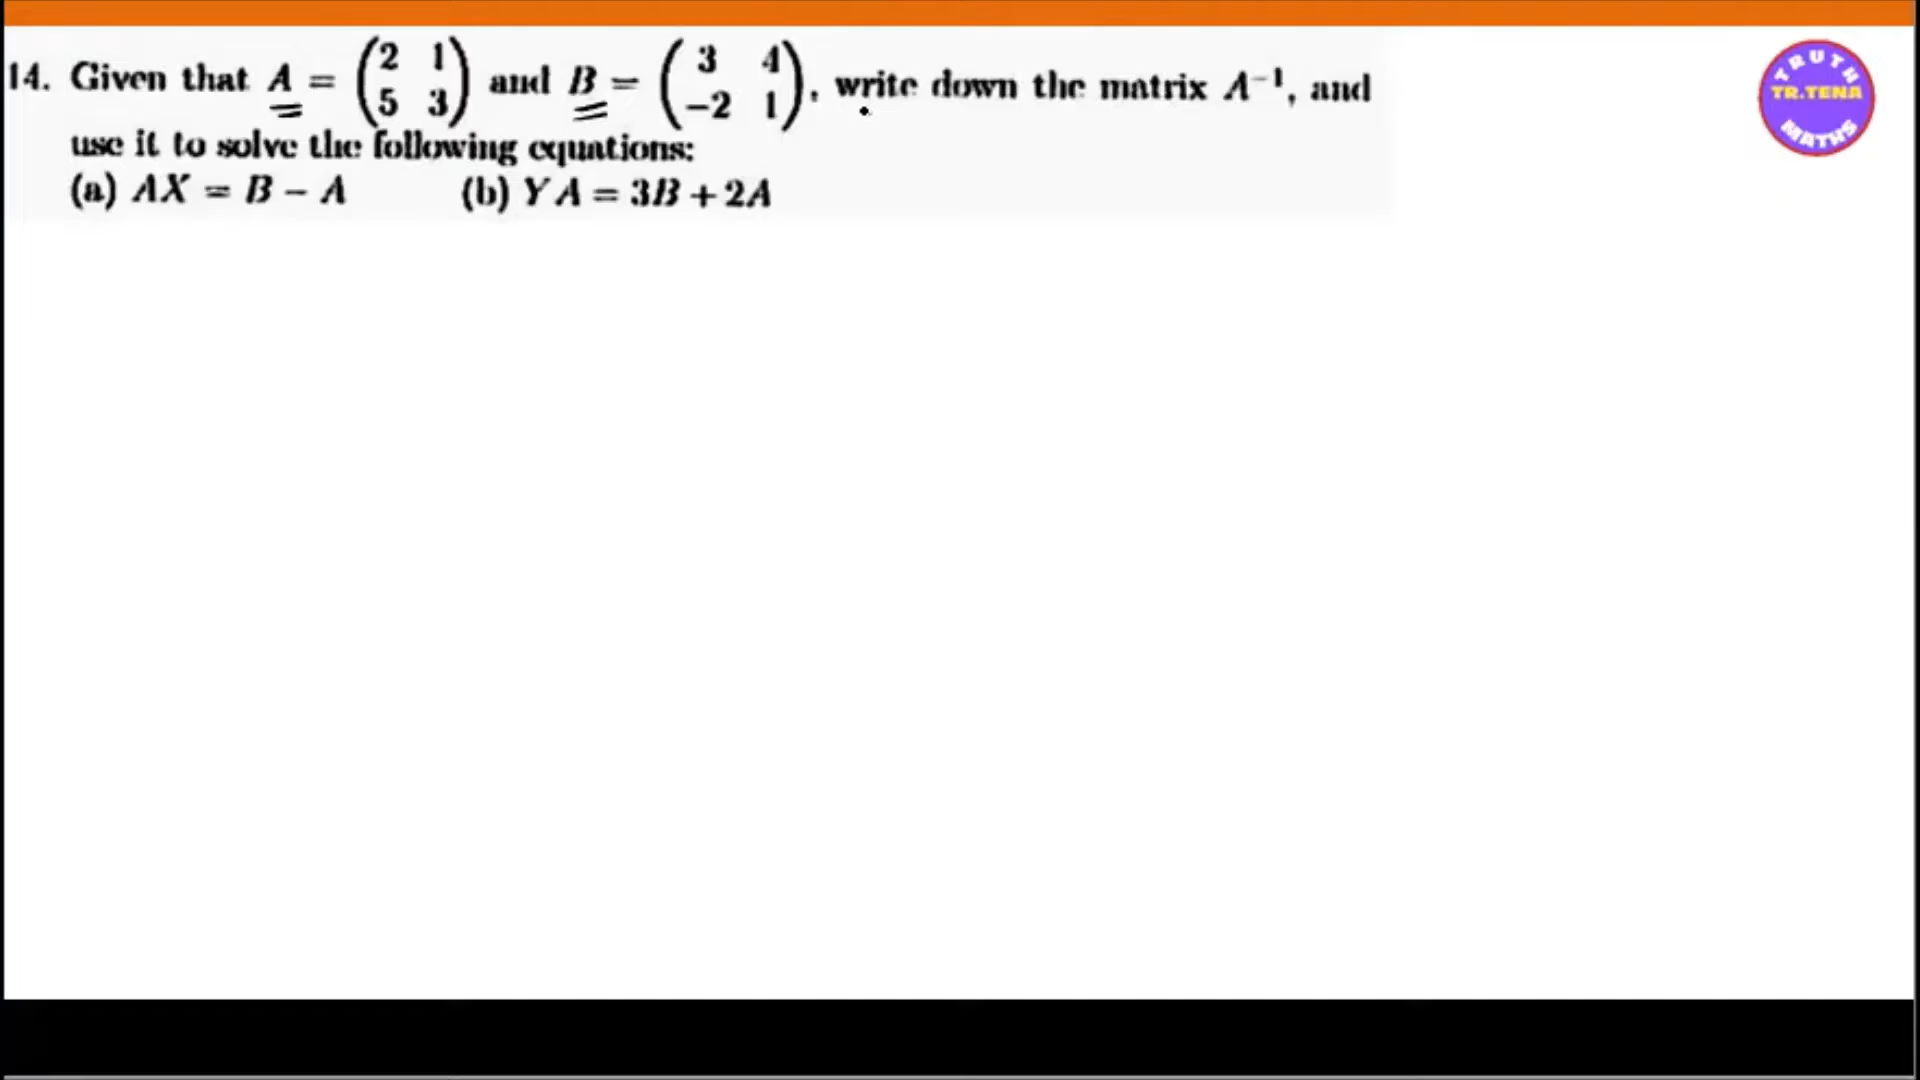 14. Given that A = (2 1 5 3) and B = (3 4 -2 1), write down the matrix A⁻¹, and
use it to solve the following equations:
(a) AX = B − A (b) YA = 3B + 2A
TRUTH
TR.TENA
MATHS